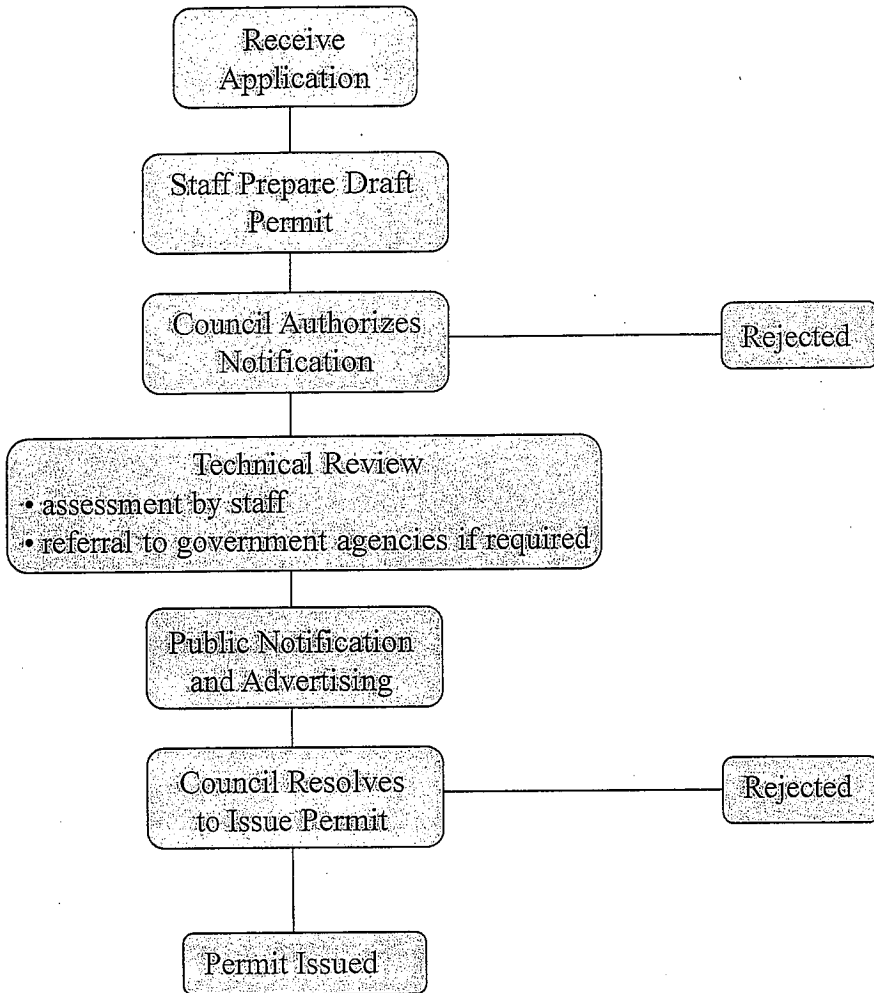 Receive
Application
Staff Prepare Draft
Permit
Council Authorizes
Notification
Rejected
Technical Review
• assessment by staff
• referral to government agencies if required
Public Notification
and Advertising
Council Resolves
to Issue Permit
Rejected
Permit Issued